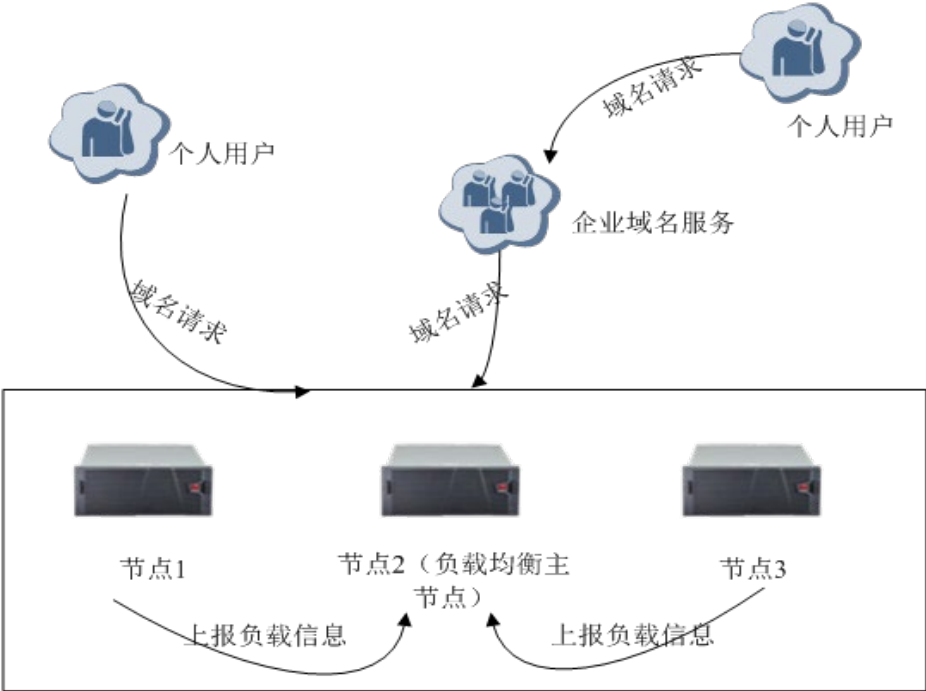 域名请求
个人用户
个人用户
企业域名服务
域名请求
域名请求
节点1
节点2（负载均衡主
节点）
节点3
上报负载信息
上报负载信息